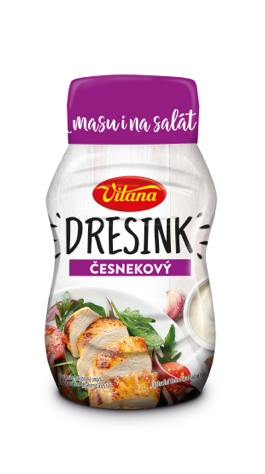 masu i na salát
Vitana
DRESINK
ČESNEKOVÝ